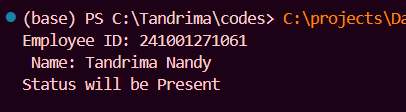 (base) PS C:\Tandrima\codes> C:\projects\Da
Employee ID: 241001271061
 Name: Tandrima Nandy
Status will be Present